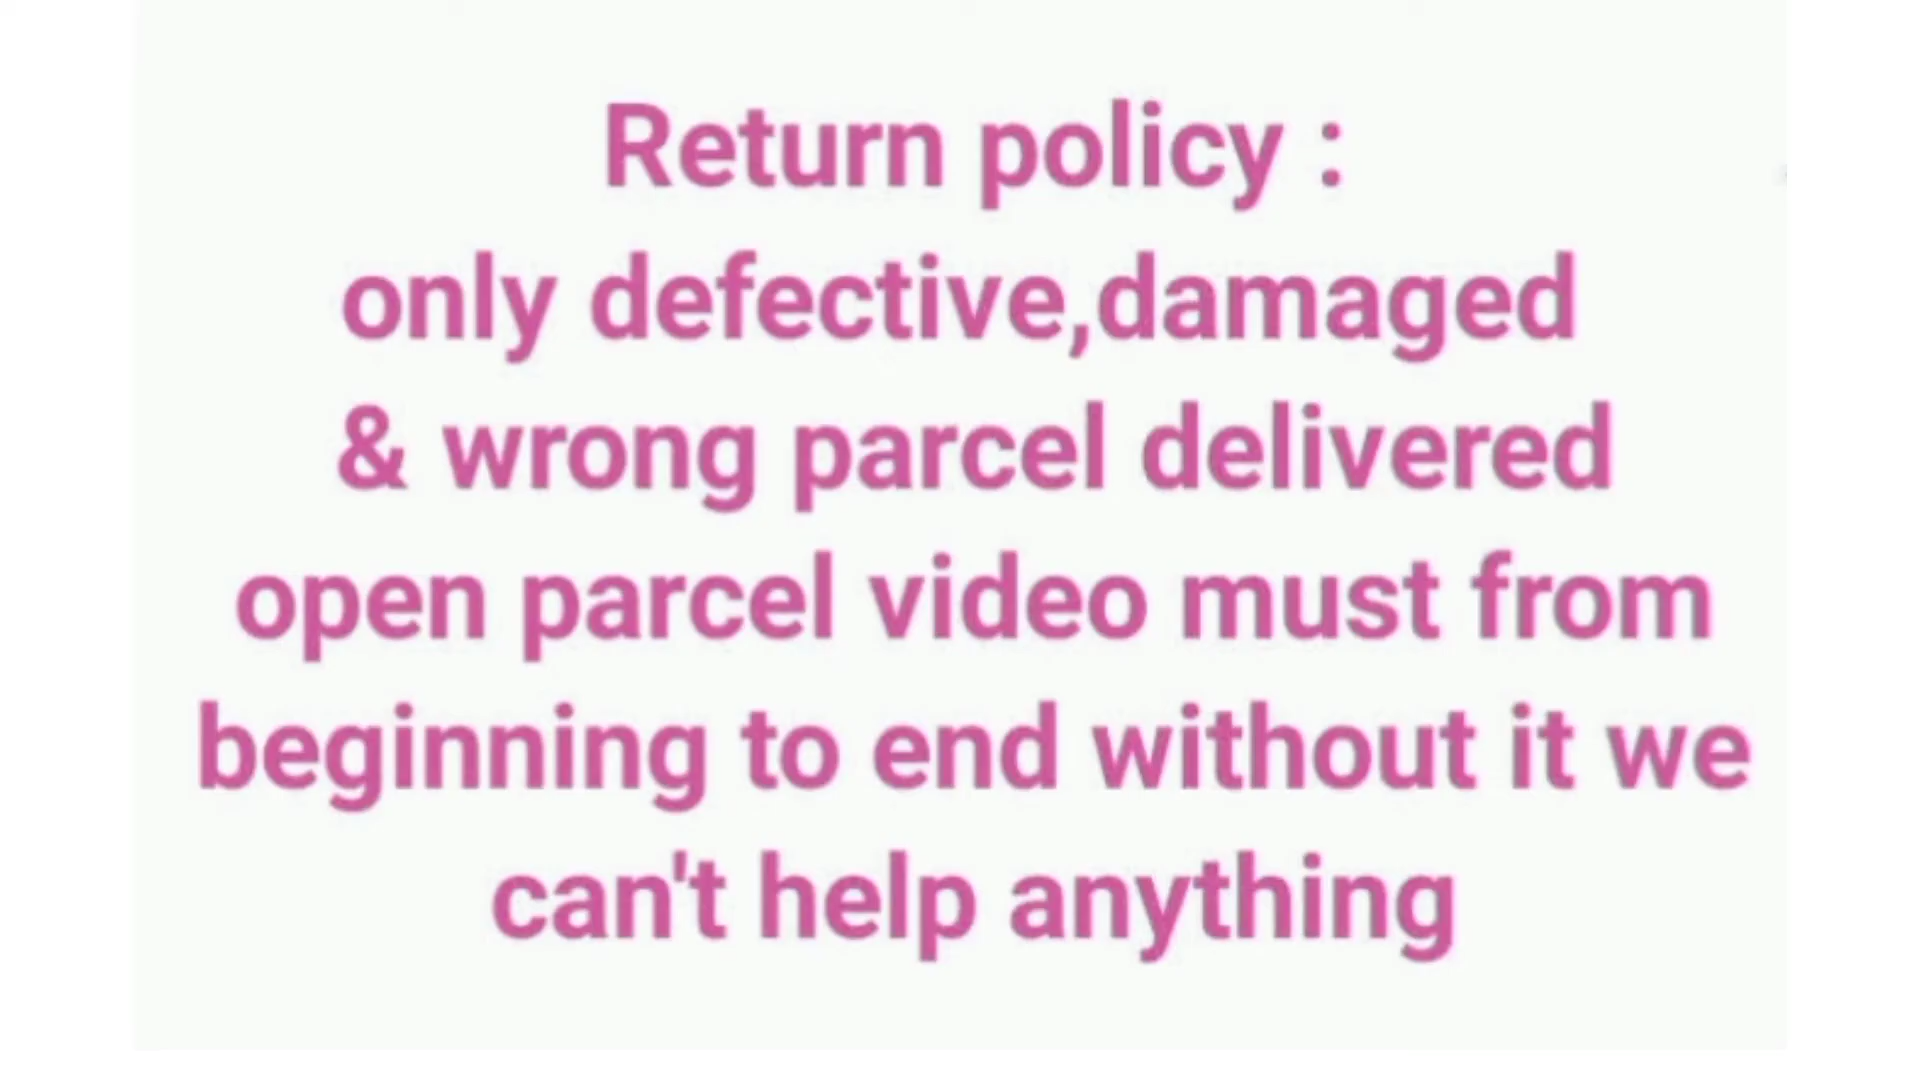 Return policy :
only defective,damaged
& wrong parcel delivered
open parcel video must from
beginning to end without it we
can't help anything